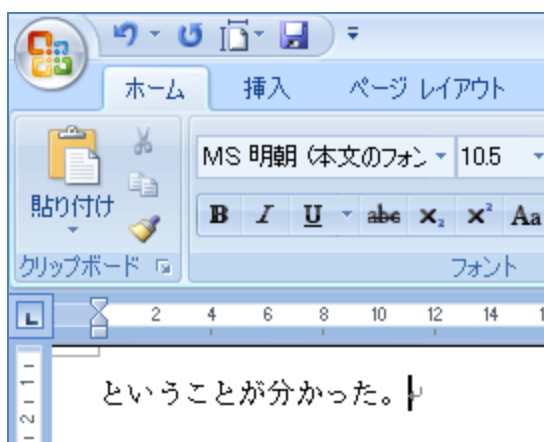 ホーム 挿入 ページ レイアウト
MS 明朝 (本文のフォン 10.5
貼り付け
B I U abc x₂ x² Aa
クリップボード フォント
L 2 4 6 8 10 12 14
1
2
ということが分かった。